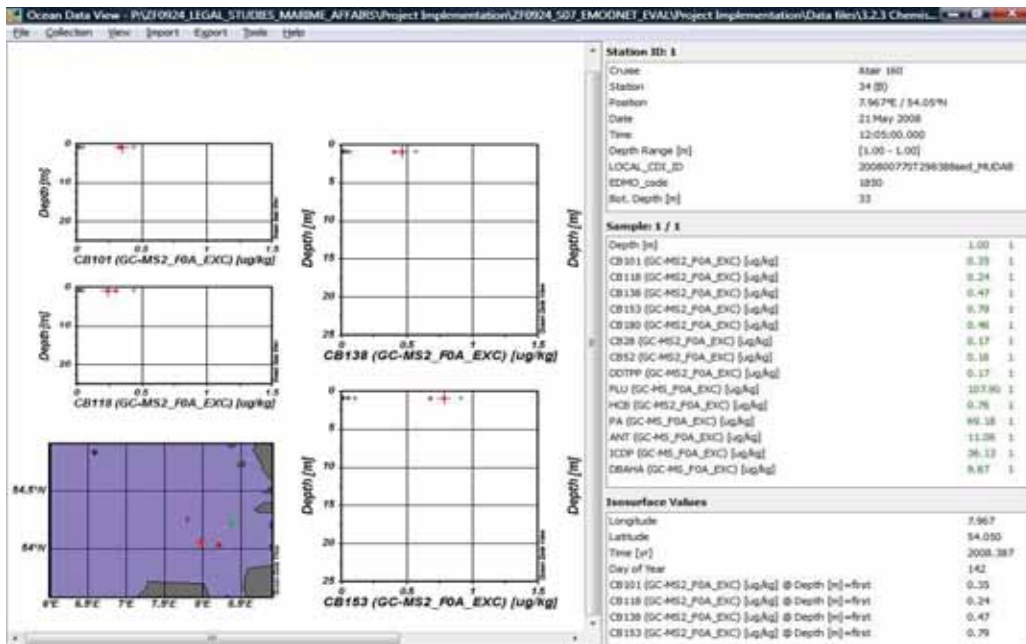 Ocean Data View - P:\ZF0924_LEGAL_STUDIES_MARIME_AFFAIRS\Project Implementation\ZF0924_S07_EMODNET_EVAL\Project Implementation\Data files\3.2.3 Chemis...
File Collection View Import Export Tools Help
Depth [m]
0
10
20
0 0.5 1 1.5
CB101 (GC-MS2_F0A_EXC) [ug/kg]
Depth [m]
0
10
20
0 0.5 1 1.5
CB118 (GC-MS2_F0A_EXC) [ug/kg]
54.5°N
54°N
6°E 6.5°E 7°E 7.5°E 8°E 8.5°E
Depth [m]
0
5
10
15
20
25
0 0.5 1 1.5
CB138 (GC-MS2_F0A_EXC) [ug/kg]
Depth [m]
0
5
10
15
20
25
0 0.5 1 1.5
CB153 (GC-MS2_F0A_EXC) [ug/kg]
Depth [m]
Depth [m]
Station ID: 1
Cruise Atair 160
Station 34 (B)
Position 7.967°E / 54.05°N
Date 21 May 2008
Time 12:05:00.000
Depth Range [m] [1.00 - 1.00]
LOCAL_CDI_ID
EDMO_code
Bot. Depth [m] 33
Sample: 1 / 1
Depth [m] 1.00 1
CB101 (GC-MS2_F0A_EXC) [ug/kg] 0.35 1
CB118 (GC-MS2_F0A_EXC) [ug/kg] 0.24 1
CB138 (GC-MS2_F0A_EXC) [ug/kg] 0.47 1
CB153 (GC-MS2_F0A_EXC) [ug/kg] 0.79 1
CB180 (GC-MS2_F0A_EXC) [ug/kg] 0.46 1
CB28 (GC-MS2_F0A_EXC) [ug/kg] 0.17 1
CB52 (GC-MS2_F0A_EXC) [ug/kg] 0.16 1
DDTPP (GC-MS2_F0A_EXC) [ug/kg] 0.17 1
FLU (GC-MS_F0A_EXC) [ug/kg] 1
HCB (GC-MS2_F0A_EXC) [ug/kg] 0.76 1
PA (GC-MS_F0A_EXC) [ug/kg] 69.18 1
ANT (GC-MS_F0A_EXC) [ug/kg] 11.06 1
ICDP (GC-MS_F0A_EXC) [ug/kg] 36.13 1
DBAHA (GC-MS_F0A_EXC) [ug/kg] 9.67 1
Isosurface Values
Longitude 7.967
Latitude 54.050
Time [yr] 2008.387
Day of Year 142
CB101 (GC-MS2_F0A_EXC) [ug/kg] @ Depth [m]=first 0.35
CB118 (GC-MS2_F0A_EXC) [ug/kg] @ Depth [m]=first 0.24
CB138 (GC-MS2_F0A_EXC) [ug/kg] @ Depth [m]=first 0.47
CB153 (GC-MS2_F0A_EXC) [ug/kg] @ Depth [m]=first 0.79